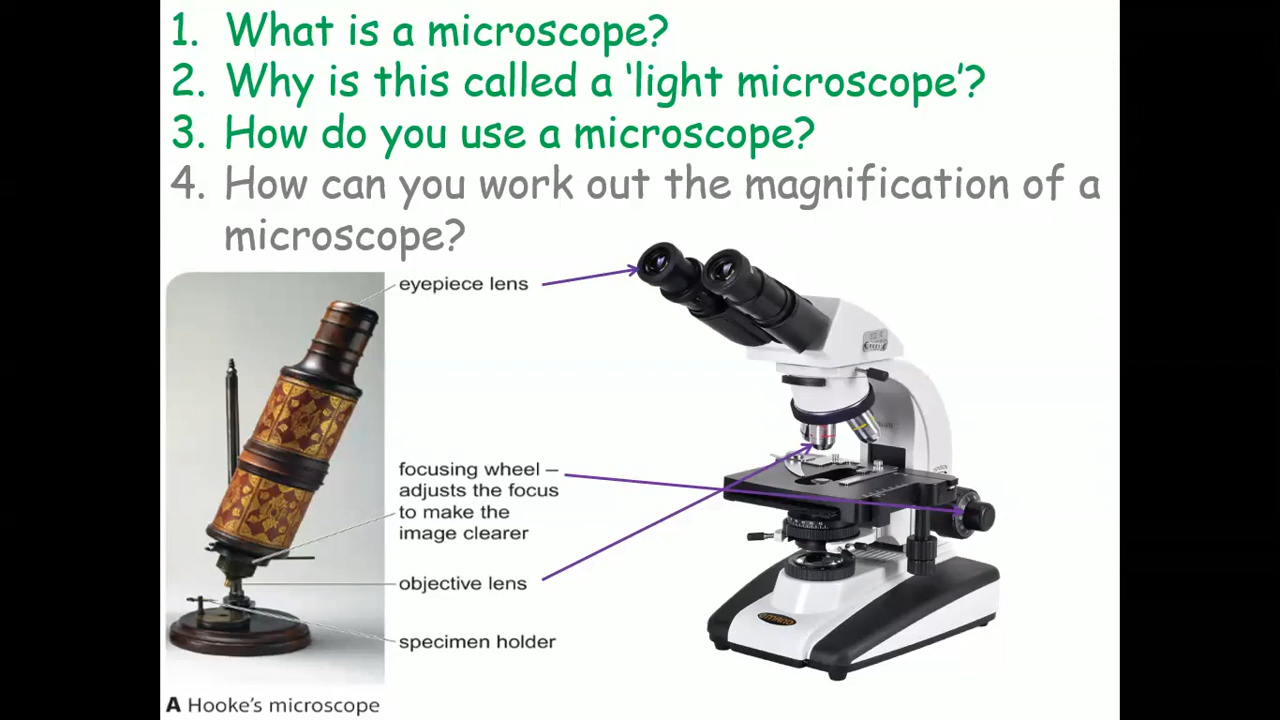 1. What is a microscope?
2. Why is this called a ‘light microscope’?
3. How do you use a microscope?
4. How can you work out the magnification of a
microscope?
eyepiece lens
focusing wheel –
adjusts the focus
to make the
image clearer
objective lens
specimen holder
A Hooke's microscope